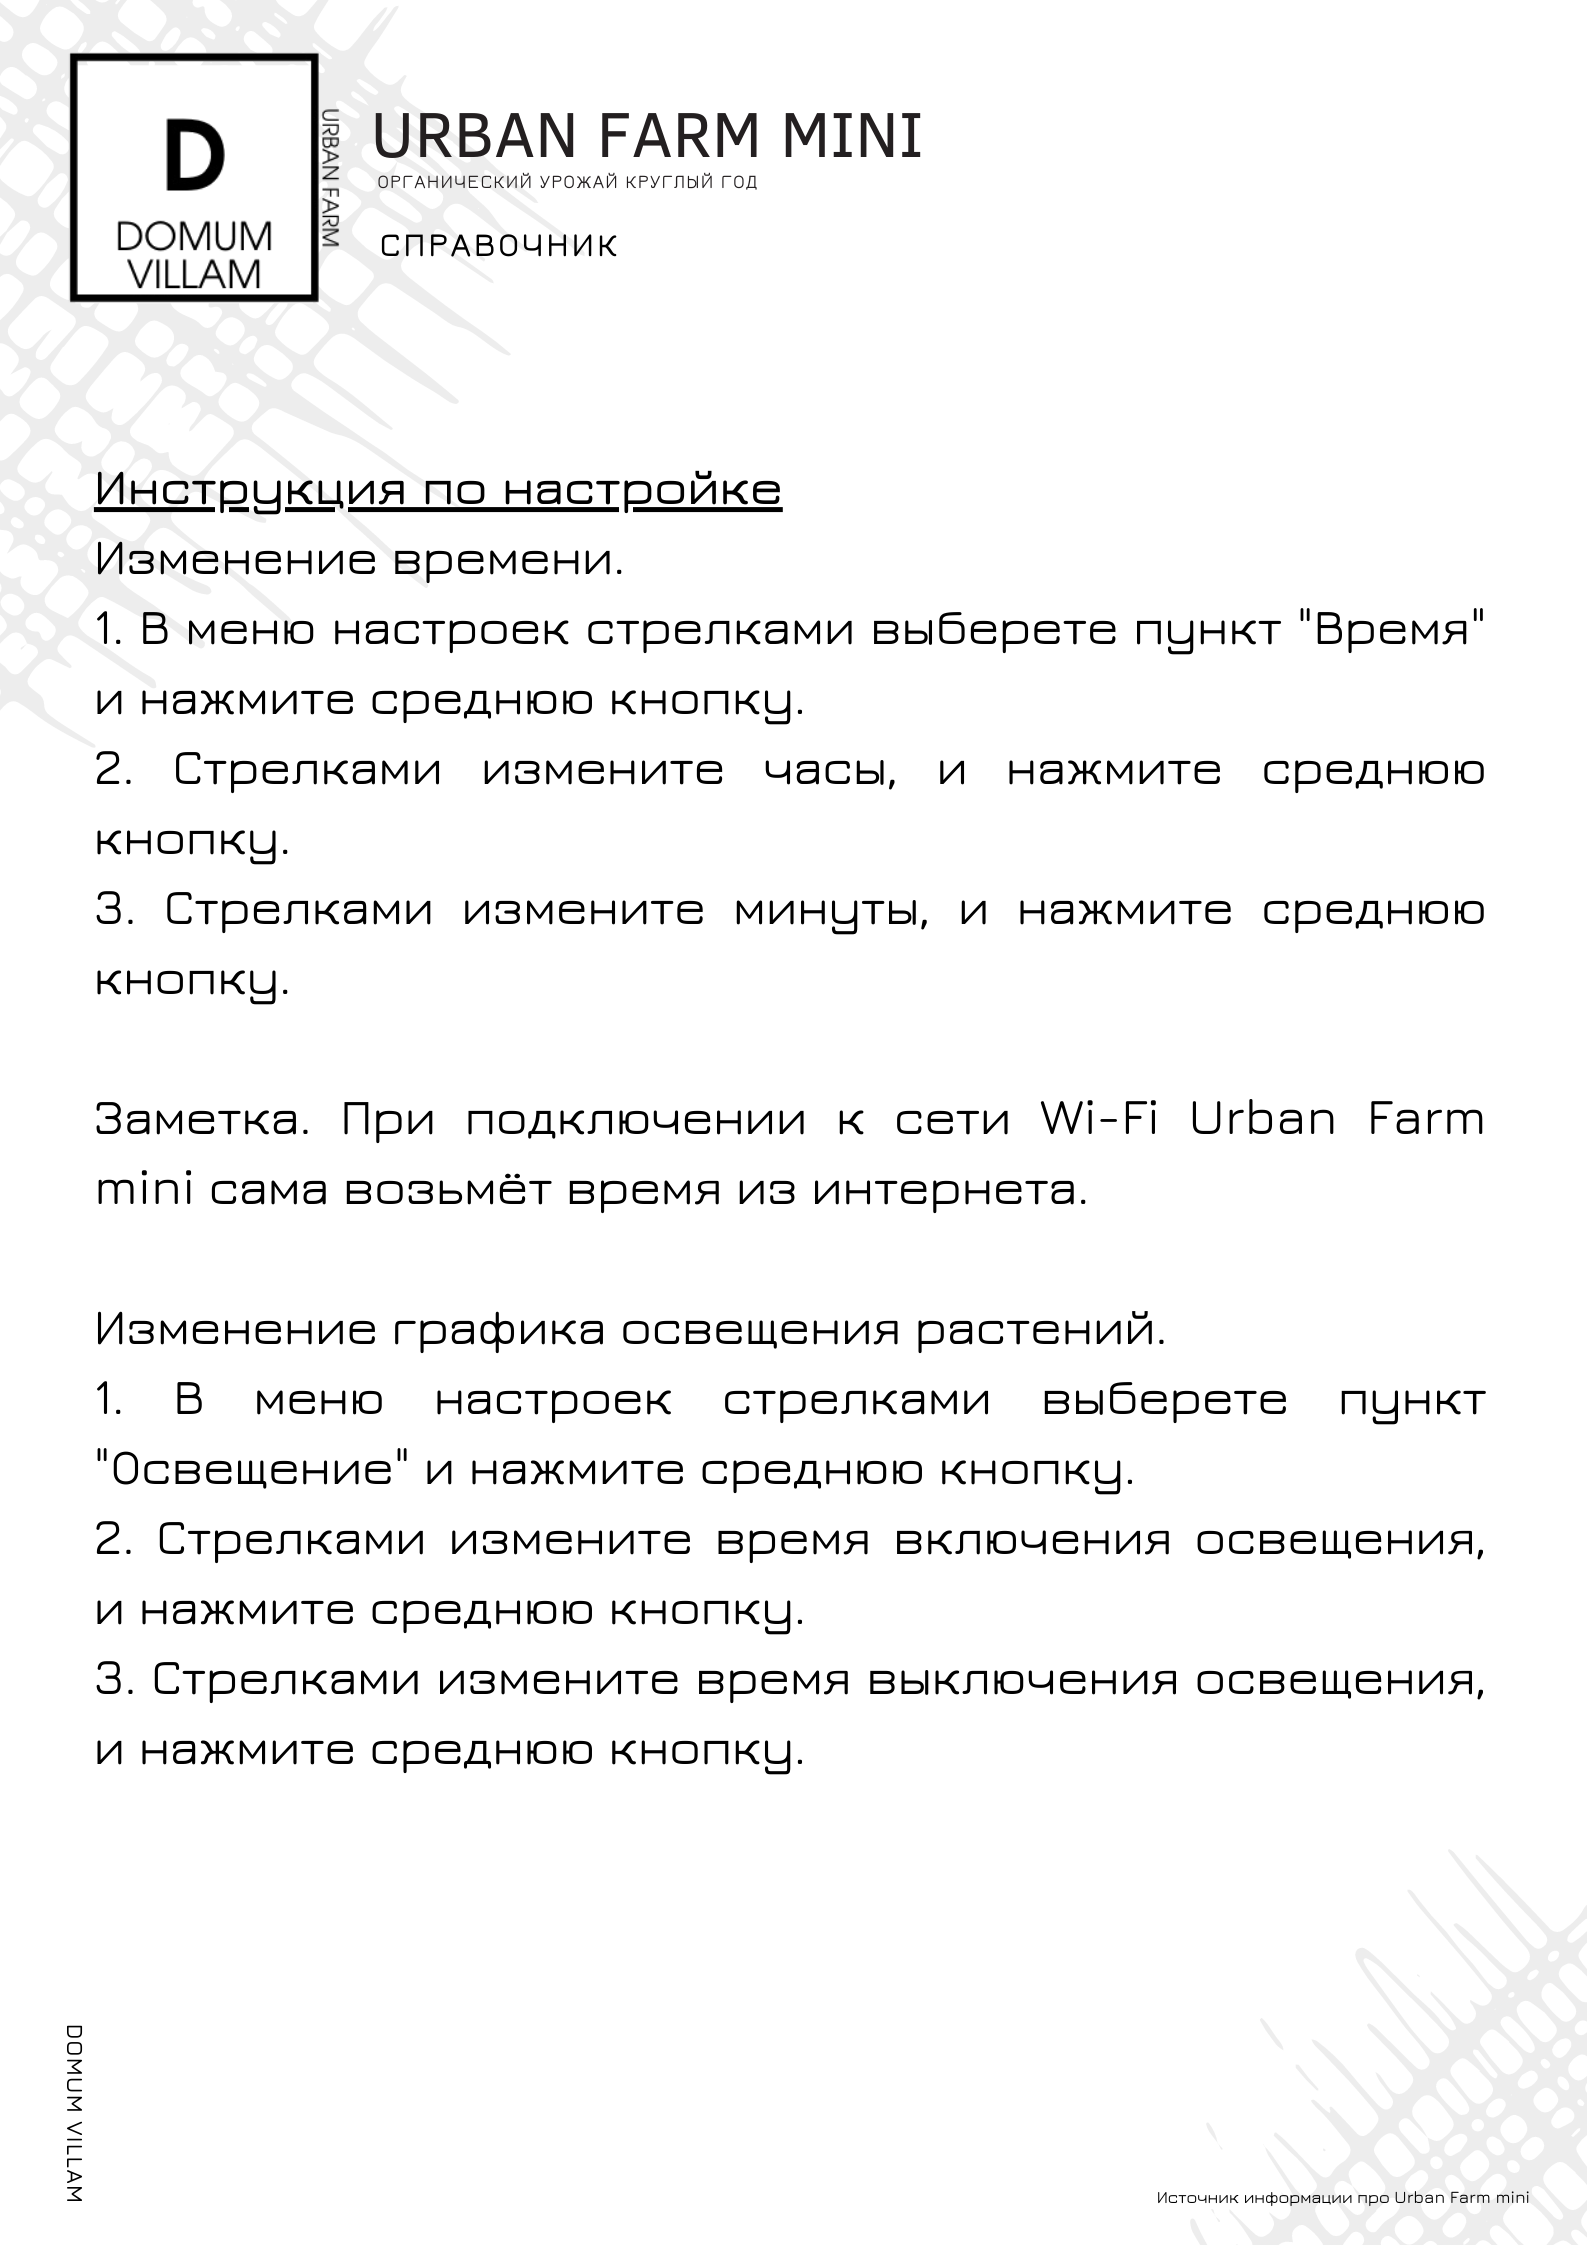 D
DOMUM
VILLAM
URBAN FARM
URBAN FARM MINI
ОРГАНИЧЕСКИЙ УРОЖАЙ КРУГЛЫЙ ГОД
СПРАВОЧНИК
Инструкция по настройке
Изменение времени.
1. В меню настроек стрелками выберете пункт "Время"
и нажмите среднюю кнопку.
2. Стрелками измените часы, и нажмите среднюю
кнопку.
3. Стрелками измените минуты, и нажмите среднюю
кнопку.
Заметка. При подключении к сети Wi-Fi Urban Farm
mini сама возьмёт время из интернета.
Изменение графика освещения растений.
1. В меню настроек стрелками выберете пункт
"Освещение" и нажмите среднюю кнопку.
2. Стрелками измените время включения освещения,
и нажмите среднюю кнопку.
3. Стрелками измените время выключения освещения,
и нажмите среднюю кнопку.
DOMUM VILLAM
Источник информации про Urban Farm mini